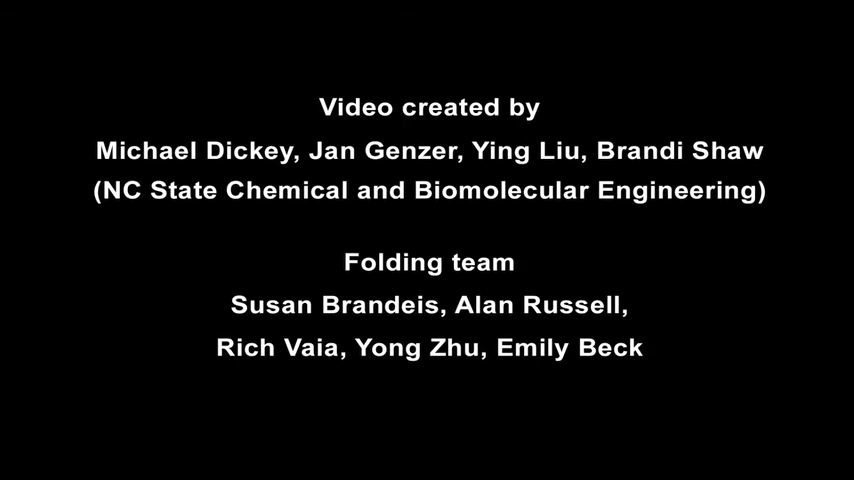 Video created by
Michael Dickey, Jan Genzer, Ying Liu, Brandi Shaw
(NC State Chemical and Biomolecular Engineering)
Folding team
Susan Brandeis, Alan Russell,
Rich Vaia, Yong Zhu, Emily Beck